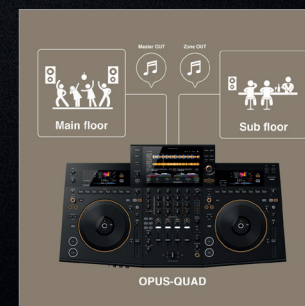 Master OUT
Zone OUT
Main floor
Sub floor
OPUS-QUAD